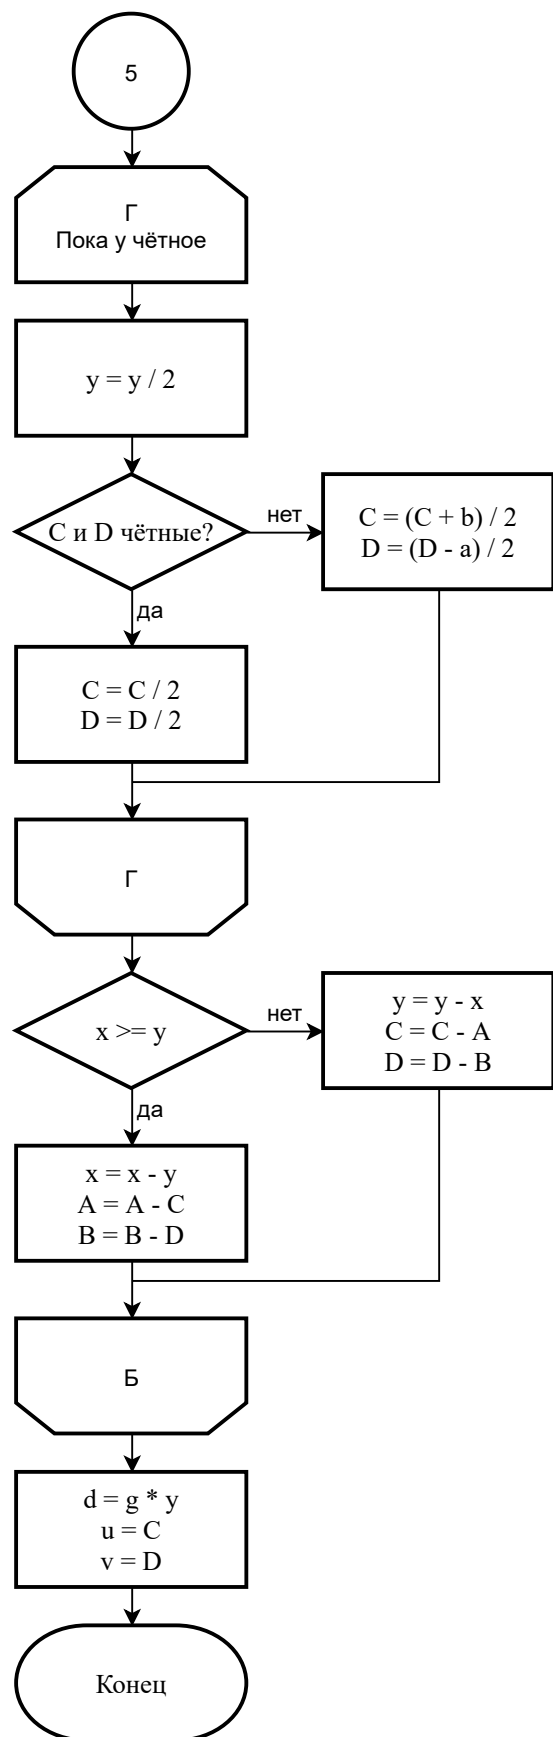 5
Г
Пока y чётное
y = y / 2
C и D чётные?
нет
C = (C + b) / 2
D = (D - a) / 2
да
C = C / 2
D = D / 2
Г
x >= y
нет
y = y - x
C = C - A
D = D - B
да
x = x - y
A = A - C
B = B - D
Б
d = g * y
u = C
v = D
Конец